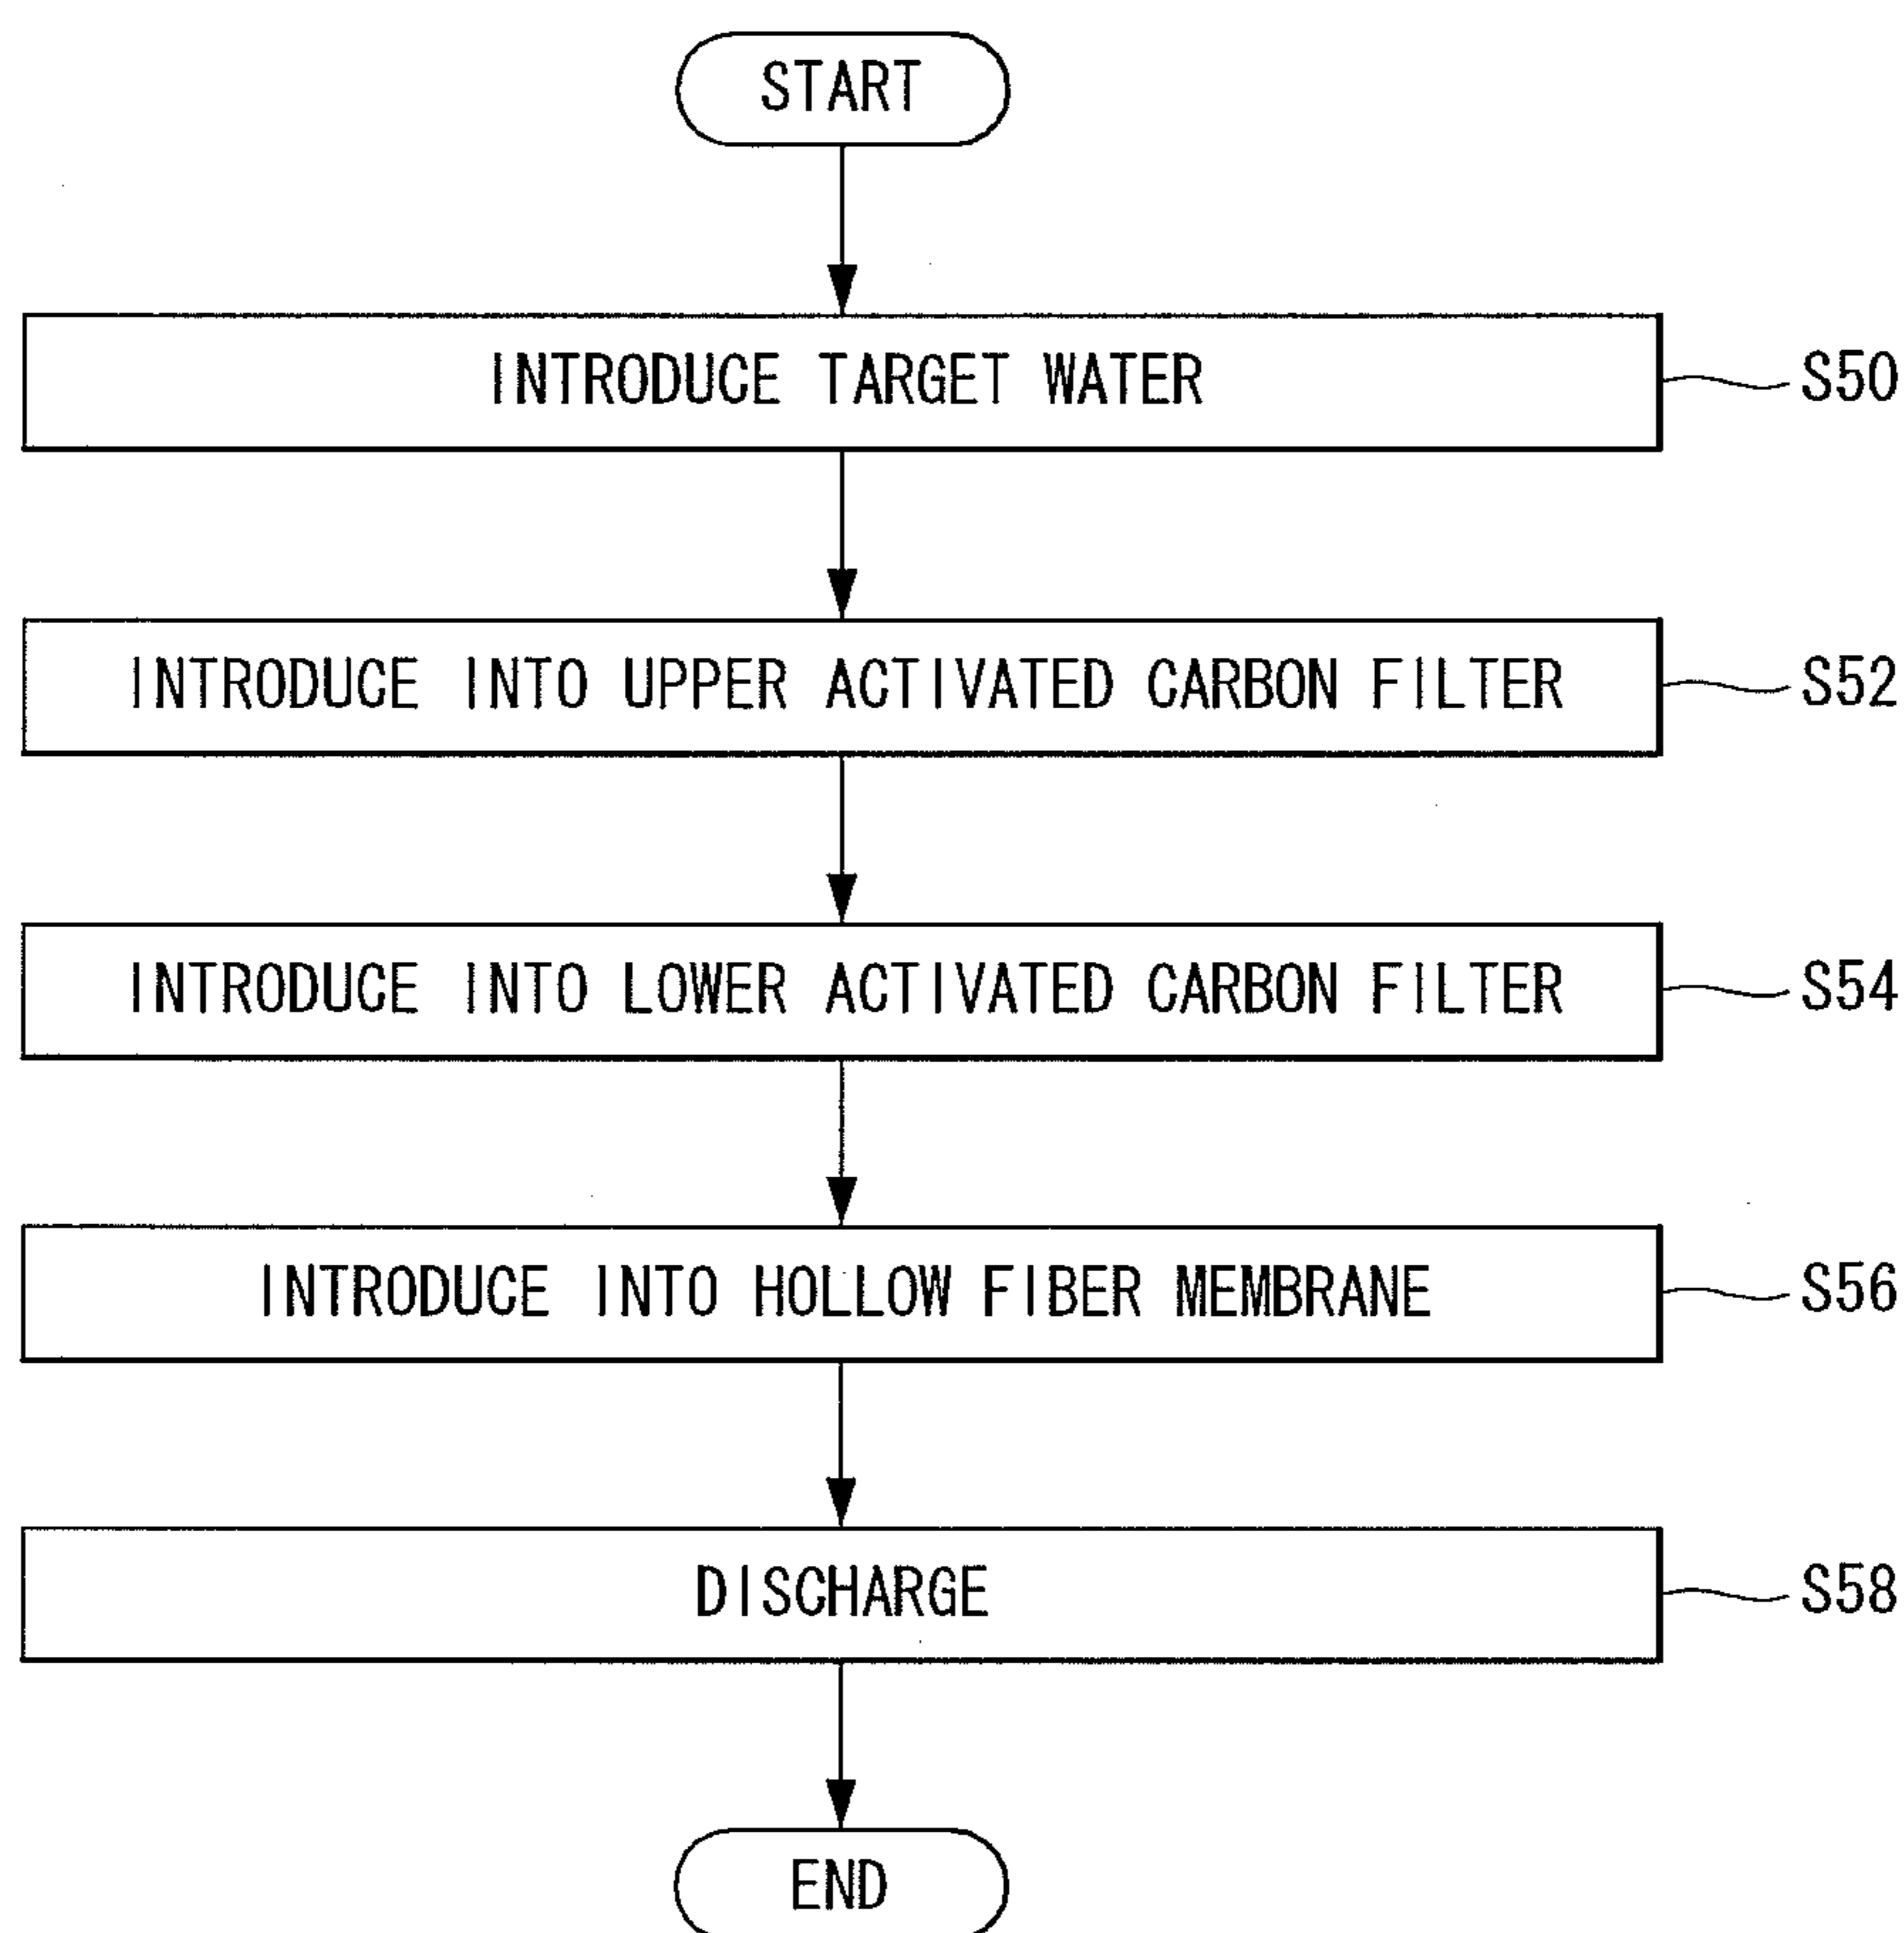 START
INTRODUCE TARGET WATER
S50
INTRODUCE INTO UPPER ACTIVATED CARBON FILTER
S52
INTRODUCE INTO LOWER ACTIVATED CARBON FILTER
S54
INTRODUCE INTO HOLLOW FIBER MEMBRANE
S56
DISCHARGE
S58
END